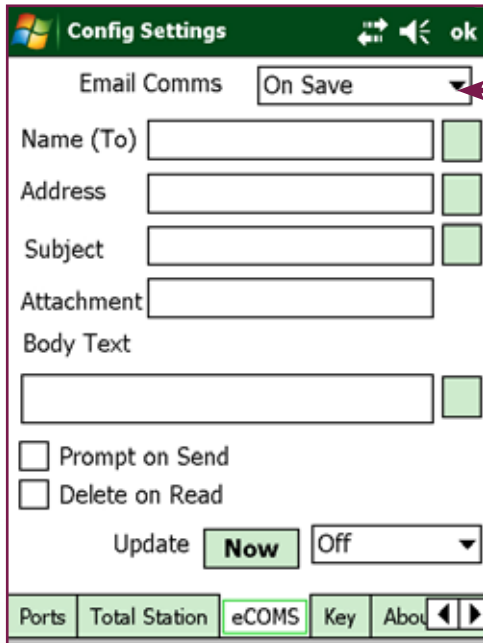 Config Settings ok
Email Comms On Save
Name (To)
Address
Subject
Attachment
Body Text
Prompt on Send
Delete on Read
Update Now Off
Ports Total Station eCOMS Key Abou